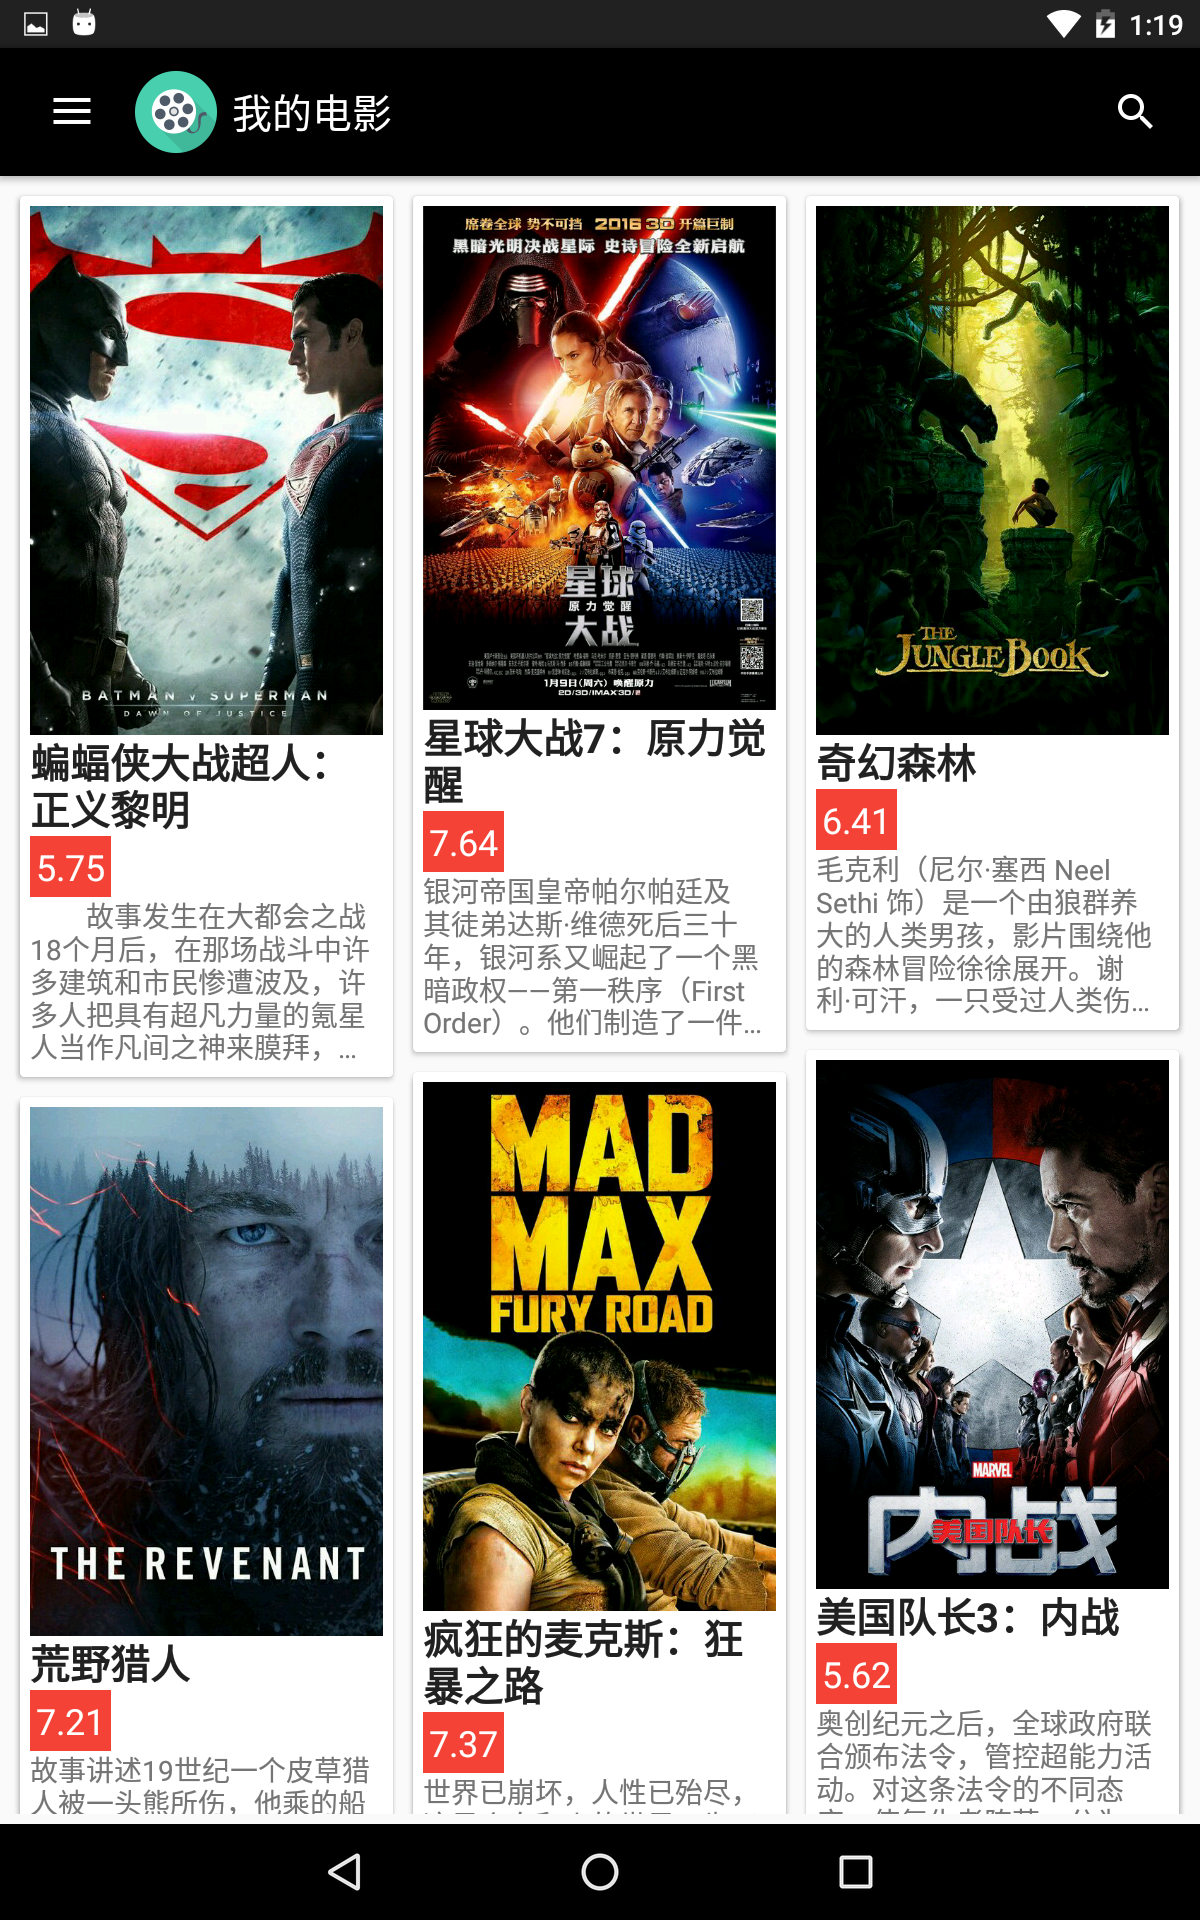 1:19
我的电影
BATMAN V SUPERMAN
DAWN OF JUSTICE
蝙蝠侠大战超人：
正义黎明
5.75
故事发生在大都会之战
18个月后，在那场战斗中许
多建筑和市民惨遭波及，许
多人把具有超凡力量的氪星
人当作凡间之神来膜拜，…
席卷全球 势不可挡 2016 3D 开篇巨制
黑暗光明决战星际 史诗冒险全新启航
星球
原力觉醒
大战
1月9日(周六) 唤醒原力
2D/3D/IMAX 3D/
星球大战7：原力觉
醒
7.64
银河帝国皇帝帕尔帕廷及
其徒弟达斯·维德死后三十
年，银河系又崛起了一个黑
暗政权——第一秩序（First
Order）。他们制造了一件…
THE
JUNGLE BOOK
奇幻森林
6.41
毛克利（尼尔·塞西 Neel
Sethi 饰）是一个由狼群养
大的人类男孩，影片围绕他
的森林冒险徐徐展开。谢
利·可汗，一只受过人类伤…
THE REVENANT
荒野猎人
7.21
故事讲述19世纪一个皮草猎
人被一头熊所伤，他乘的船
MAD
MAX
FURY ROAD
疯狂的麦克斯：狂
暴之路
7.37
世界已崩坏，人性已殆尽，
MARVEL
内战
美国队长
美国队长3：内战
5.62
奥创纪元之后，全球政府联
合颁布法令，管控超能力活
动。对这条法令的不同态